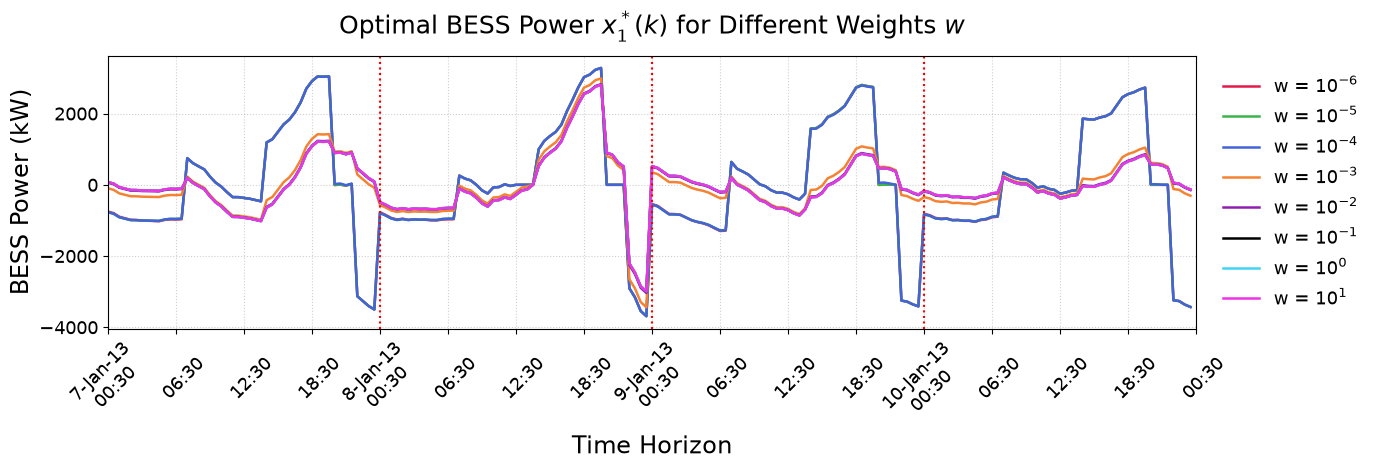 Optimal BESS Power x₁*(k) for Different Weights w
BESS Power (kW)
2000
0
−2000
−4000
7-Jan-13
00:30
06:30
12:30
18:30
8-Jan-13
00:30
06:30
12:30
18:30
9-Jan-13
00:30
06:30
12:30
18:30
10-Jan-13
00:30
06:30
12:30
18:30
00:30
Time Horizon
w = 10⁻⁶
w = 10⁻⁵
w = 10⁻⁴
w = 10⁻³
w = 10⁻²
w = 10⁻¹
w = 10⁰
w = 10¹